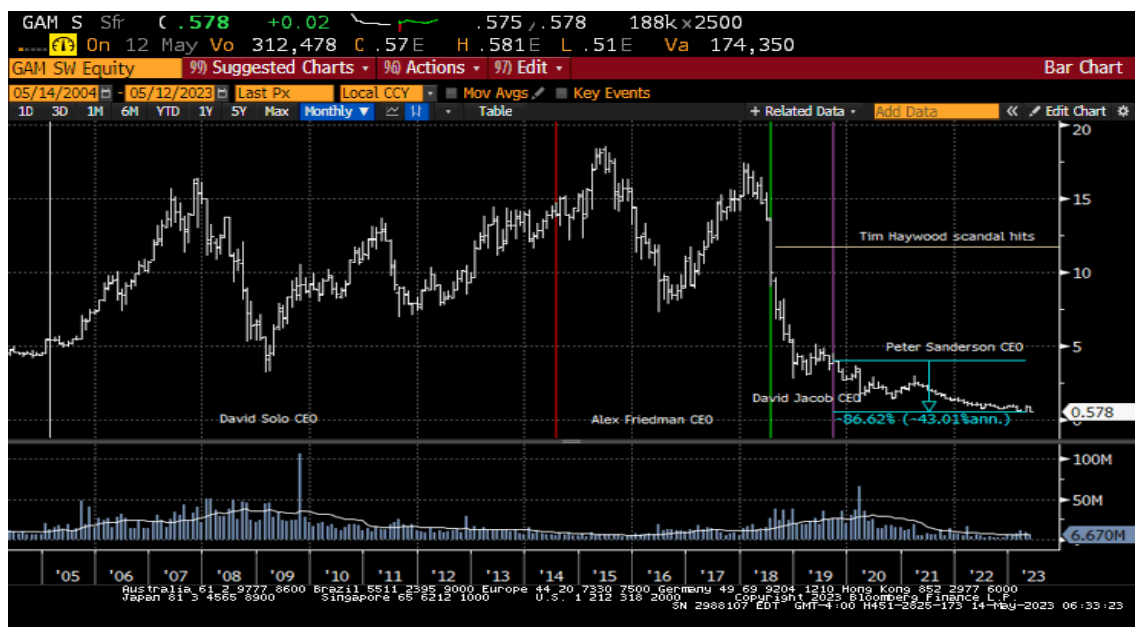 GAM S Sfr C .578 +0.02 .575/.578 188k×2500
On 12 May Vo 312,478 C .57E H .581E L .51E Va 174,350
GAM SW Equity 99) Suggested Charts 96) Actions 97) Edit Bar Chart
05/14/2004 - 05/12/2023 Last Px Local CCY Mov Avgs Key Events
1D 3D 1M 6M YTD 1Y 5Y Max Monthly ▼ Table + Related Data Add Data « Edit Chart
20
15
Tim Haywood scandal hits
10
Peter Sanderson CEO
5
David Jacob CEO
0.578
David Solo CEO
Alex Friedman CEO
-86.62% (-43.01%ann.)
0
100M
50M
6.670M
'05 '06 '07 '08 '09 '10 '11 '12 '13 '14 '15 '16 '17 '18 '19 '20 '21 '22 '23
Australia 61 2 9777 8600 Brazil 5511 2395 9000 Europe 44 20 7330 7500 Germany 49 69 9204 1210 Hong Kong 852 2977 6000
Japan 81 3 4565 8900 Singapore 65 6212 1000 U.S. 1 212 318 2000 Copyright 2023 Bloomberg Finance L.P.
SN 2988107 EDT GMT-4:00 H451-2825-173 14-May-2023 06:33:23